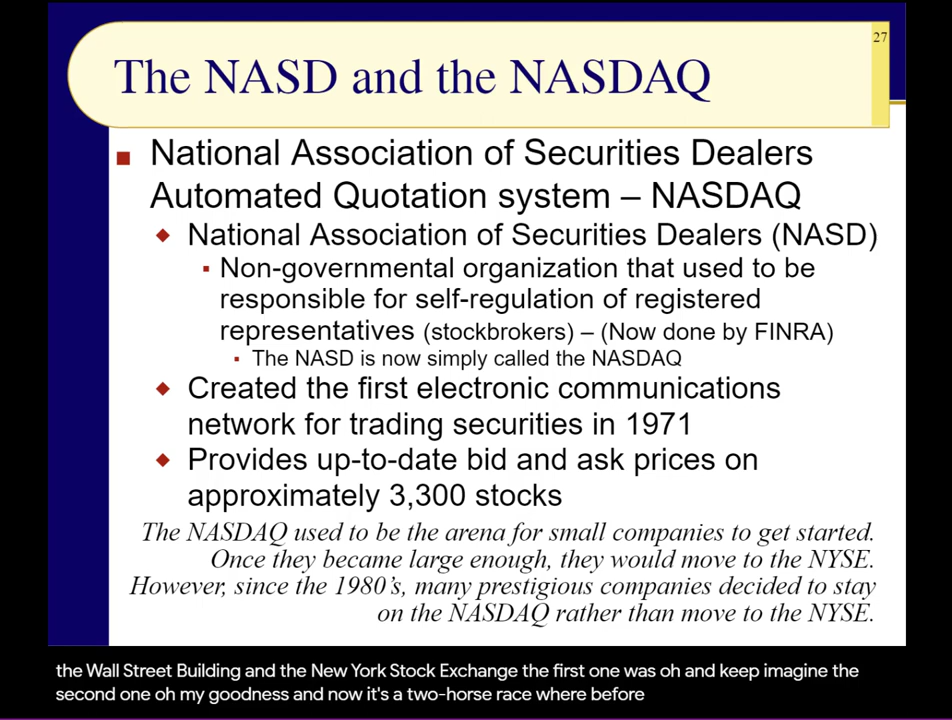 27
The NASD and the NASDAQ
National Association of Securities Dealers
Automated Quotation system – NASDAQ
National Association of Securities Dealers (NASD)
Non-governmental organization that used to be
responsible for self-regulation of registered
representatives (stockbrokers) – (Now done by FINRA)
The NASD is now simply called the NASDAQ
Created the first electronic communications
network for trading securities in 1971
Provides up-to-date bid and ask prices on
approximately 3,300 stocks
The NASDAQ used to be the arena for small companies to get started.
Once they became large enough, they would move to the NYSE.
However, since the 1980's, many prestigious companies decided to stay
on the NASDAQ rather than move to the NYSE.
the Wall Street Building and the New York Stock Exchange the first one was oh and keep imagine the
second one oh my goodness and now it's a two-horse race where before